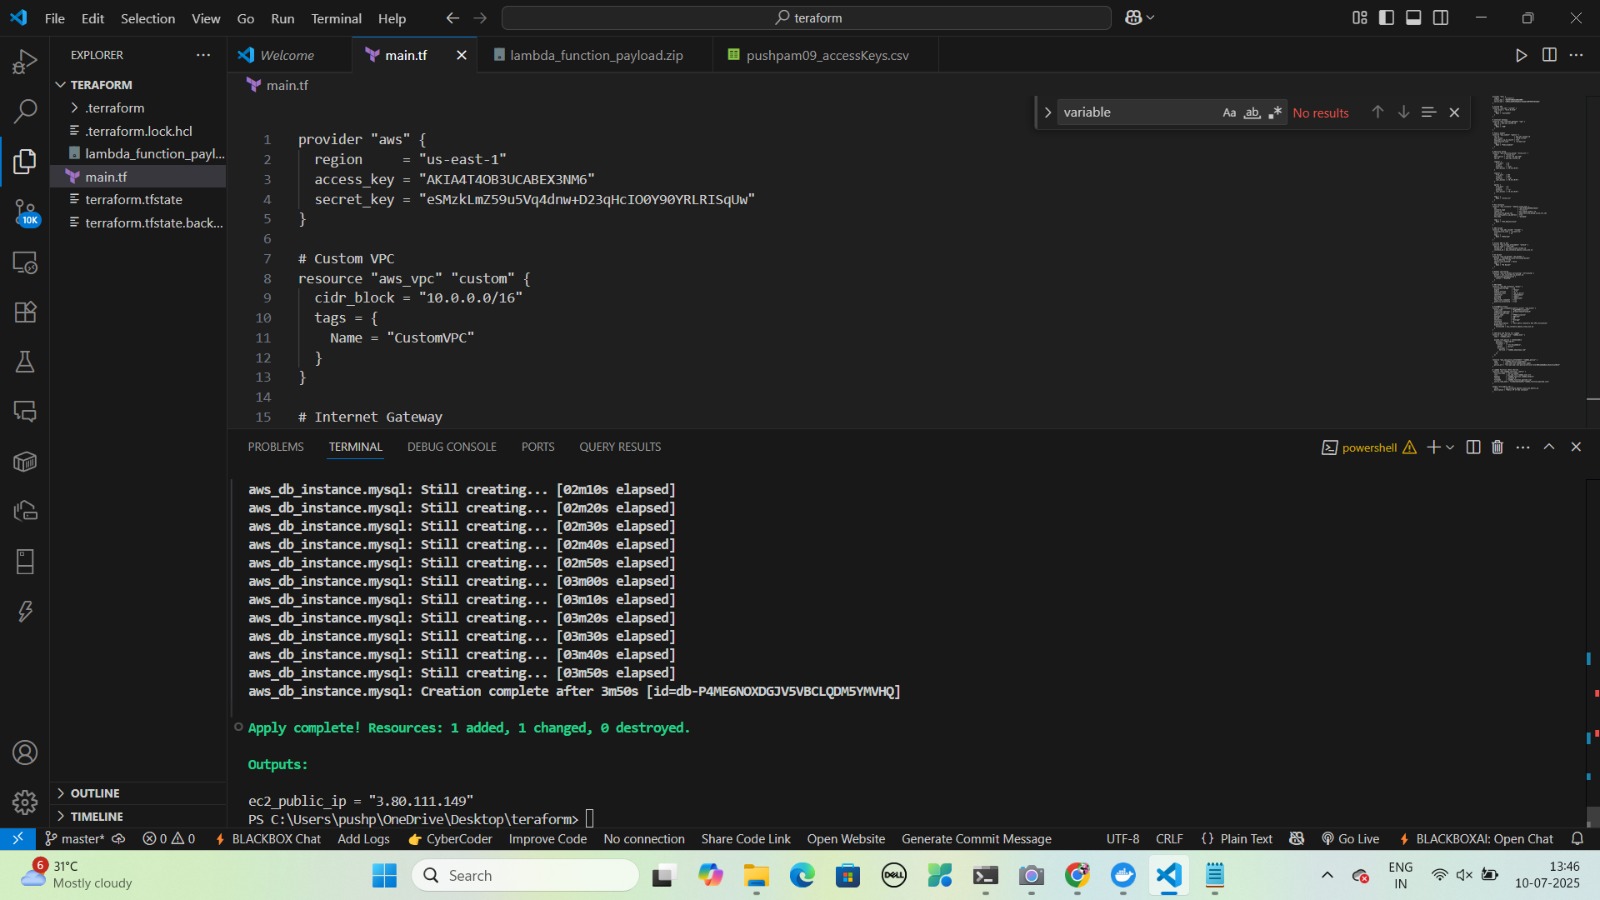 File Edit Selection View Go Run Terminal Help
teraform
EXPLORER
TERAFORM
.terraform
.terraform.lock.hcl
lambda_function_payl...
main.tf
terraform.tfstate
terraform.tfstate.back...
10K
OUTLINE
TIMELINE
Welcome
main.tf
lambda_function_payload.zip
pushpam09_accessKeys.csv
main.tf
variable
Aa
ab
No results
1 provider "aws" {
2 region = "us-east-1"
3 access_key = "AKIA4T4OB3UCABEX3NM6"
4 secret_key = "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"
5 }
6
7 # Custom VPC
8 resource "aws_vpc" "custom" {
9 cidr_block = "10.0.0.0/16"
10 tags = {
11 Name = "CustomVPC"
12 }
13 }
14
15 # Internet Gateway
PROBLEMS TERMINAL DEBUG CONSOLE PORTS QUERY RESULTS
powershell
aws_db_instance.mysql: Still creating... [02m10s elapsed]
aws_db_instance.mysql: Still creating... [02m20s elapsed]
aws_db_instance.mysql: Still creating... [02m30s elapsed]
aws_db_instance.mysql: Still creating... [02m40s elapsed]
aws_db_instance.mysql: Still creating... [02m50s elapsed]
aws_db_instance.mysql: Still creating... [03m00s elapsed]
aws_db_instance.mysql: Still creating... [03m10s elapsed]
aws_db_instance.mysql: Still creating... [03m20s elapsed]
aws_db_instance.mysql: Still creating... [03m30s elapsed]
aws_db_instance.mysql: Still creating... [03m40s elapsed]
aws_db_instance.mysql: Still creating... [03m50s elapsed]
aws_db_instance.mysql: Creation complete after 3m50s [id=db-P4ME6NOXDGJV5VBCLQDM5YMVHQ]
Apply complete! Resources: 1 added, 1 changed, 0 destroyed.
Outputs:
ec2_public_ip = "3.80.111.149"
PS C:\Users\pushp\OneDrive\Desktop\teraform>
master* 0 0 BLACKBOX Chat Add Logs CyberCoder Improve Code No connection Share Code Link Open Website Generate Commit Message UTF-8 CRLF {} Plain Text Go Live BLACKBOXAI: Open Chat
6
31°C
Mostly cloudy
Search
DELL
ENG
IN
13:46
10-07-2025